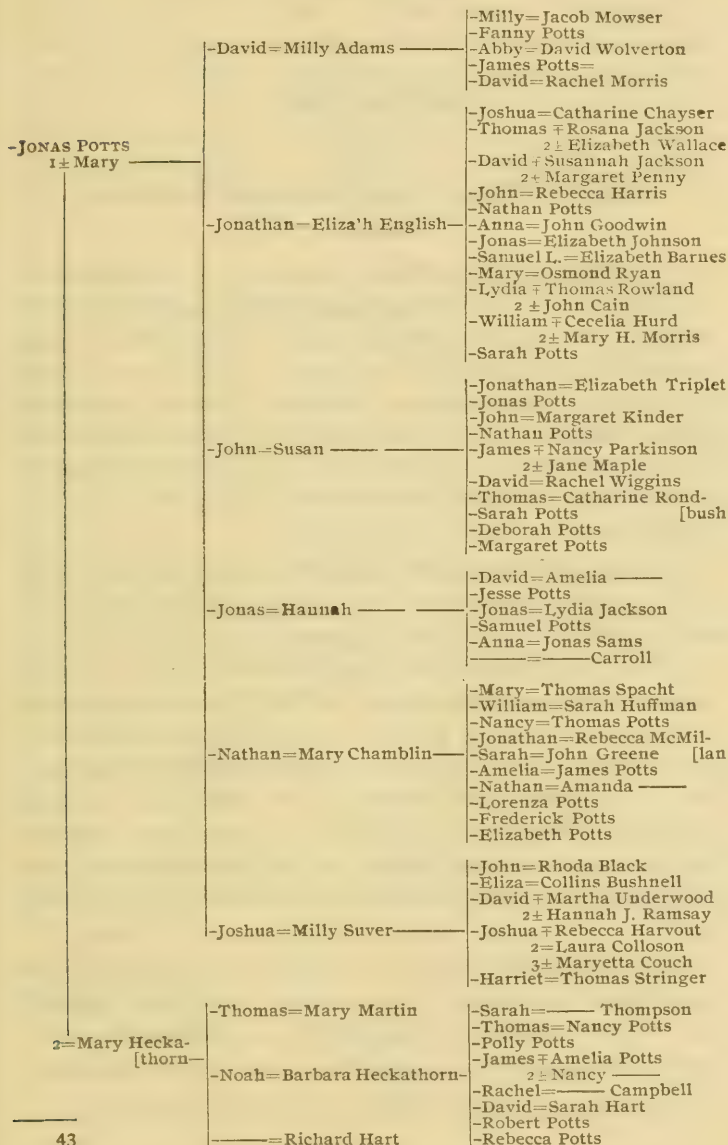 -JONAS POTTS
1±Mary
-David=Milly Adams
-Milly=Jacob Mowser
-Fanny Potts
-Abby=David Wolverton
-James Potts=
-David=Rachel Morris
-Jonathan=Eliza'h English
-Joshua=Catharine Chayser
-Thomas ∓ Rosana Jackson
2± Elizabeth Wallace
-David ∓ Susannah Jackson
2± Margaret Penny
-John=Rebecca Harris
-Nathan Potts
-Anna=John Goodwin
-Jonas=Elizabeth Johnson
-Samuel L.=Elizabeth Barnes
-Mary=Osmond Ryan
-Lydia ∓ Thomas Rowland
2 ± John Cain
-William ∓ Cecelia Hurd
2± Mary H. Morris
-Sarah Potts
-John=Susan ——
-Jonathan=Elizabeth Triplet
-Jonas Potts
-John=Margaret Kinder
-Nathan Potts
-James ∓ Nancy Parkinson
2± Jane Maple
-David=Rachel Wiggins
-Thomas=Catharine Rond-
-Sarah Potts [bush
-Deborah Potts
-Margaret Potts
-Jonas=Hannah ——
-David=Amelia ——
-Jesse Potts
-Jonas=Lydia Jackson
-Samuel Potts
-Anna=Jonas Sams
——=——Carroll
-Nathan=Mary Chamblin
-Mary=Thomas Spacht
-William=Sarah Huffman
-Nancy=Thomas Potts
-Jonathan=Rebecca McMil-
-Sarah=John Greene [lan
-Amelia=James Potts
-Nathan=Amanda ——
-Lorenza Potts
-Frederick Potts
-Elizabeth Potts
-Joshua=Milly Suver
-John=Rhoda Black
-Eliza=Collins Bushnell
-David ∓ Martha Underwood
2± Hannah J. Ramsay
-Joshua ∓ Rebecca Harvout
2=Laura Colloson
3± Maryetta Couch
-Harriet=Thomas Stringer
2=Mary Hecka-
[thorn
-Thomas=Mary Martin
-Noah=Barbara Heckathorn
——=Richard Hart
-Sarah=—— Thompson
-Thomas=Nancy Potts
-Polly Potts
-James ∓ Amelia Potts
2± Nancy ——
-Rachel=—— Campbell
-David=Sarah Hart
-Robert Potts
-Rebecca Potts
43